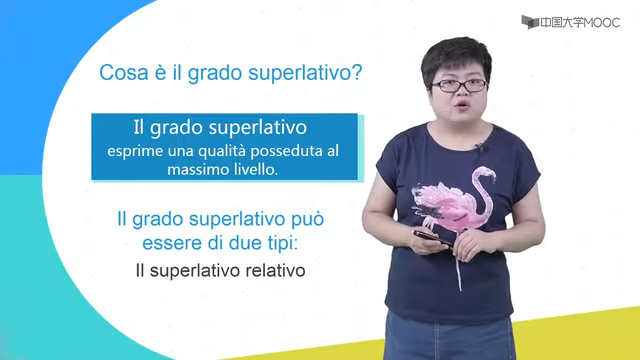 中国大学MOOC
Cosa è il grado superlativo?
Il grado superlativo
esprime una qualità posseduta al
massimo livello.
Il grado superlativo può
essere di due tipi:
Il superlativo relativo